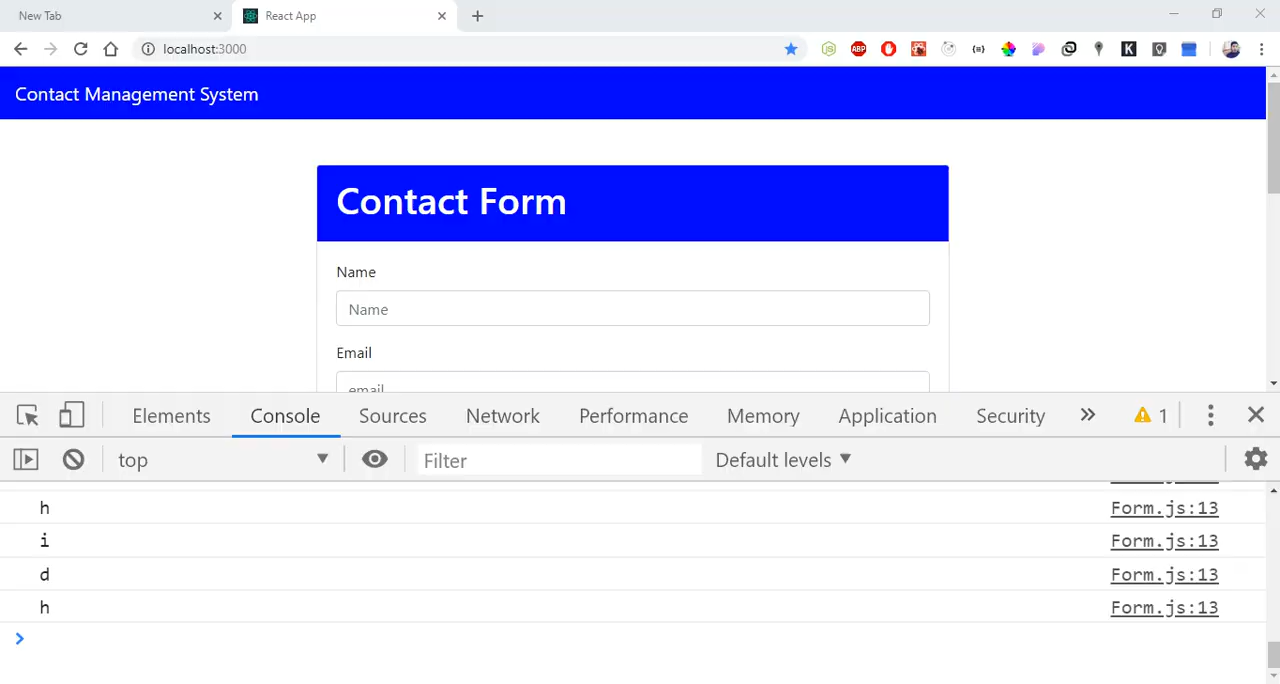 New Tab
React App
localhost:3000
ABP
K
Contact Management System
Contact Form
Name
Name
Email
email
Elements Console Sources Network Performance Memory Application Security 1
top Filter Default levels
h Form.js:13
i Form.js:13
d Form.js:13
h Form.js:13